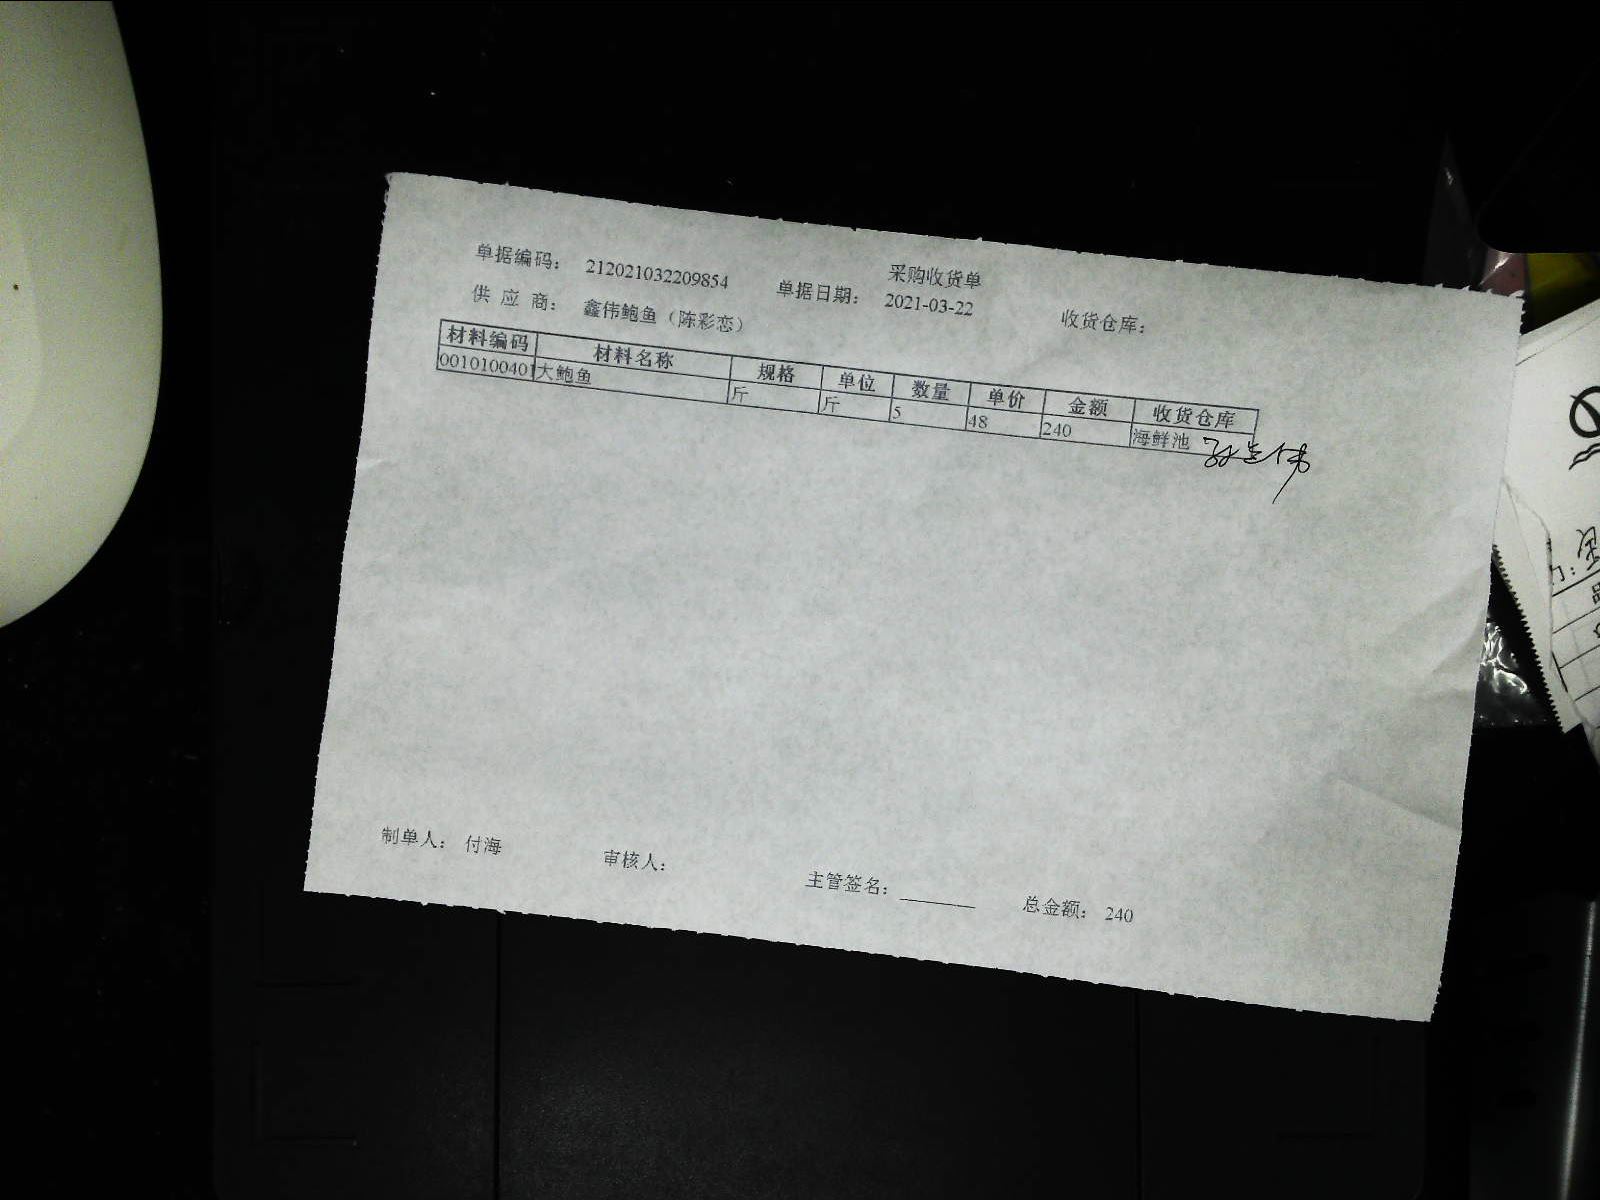 采购收货单
单据编码： 212021032209854 单据日期： 2021-03-22 收货仓库：
供 应 商： 鑫伟鲍鱼（陈彩恋）
材料编码 材料名称 规格 单位 数量 单价 金额 收货仓库
0010100401 大鲍鱼 斤 斤 5 48 240 海鲜池
制单人： 付海 审核人： 主管签名： 总金额： 240